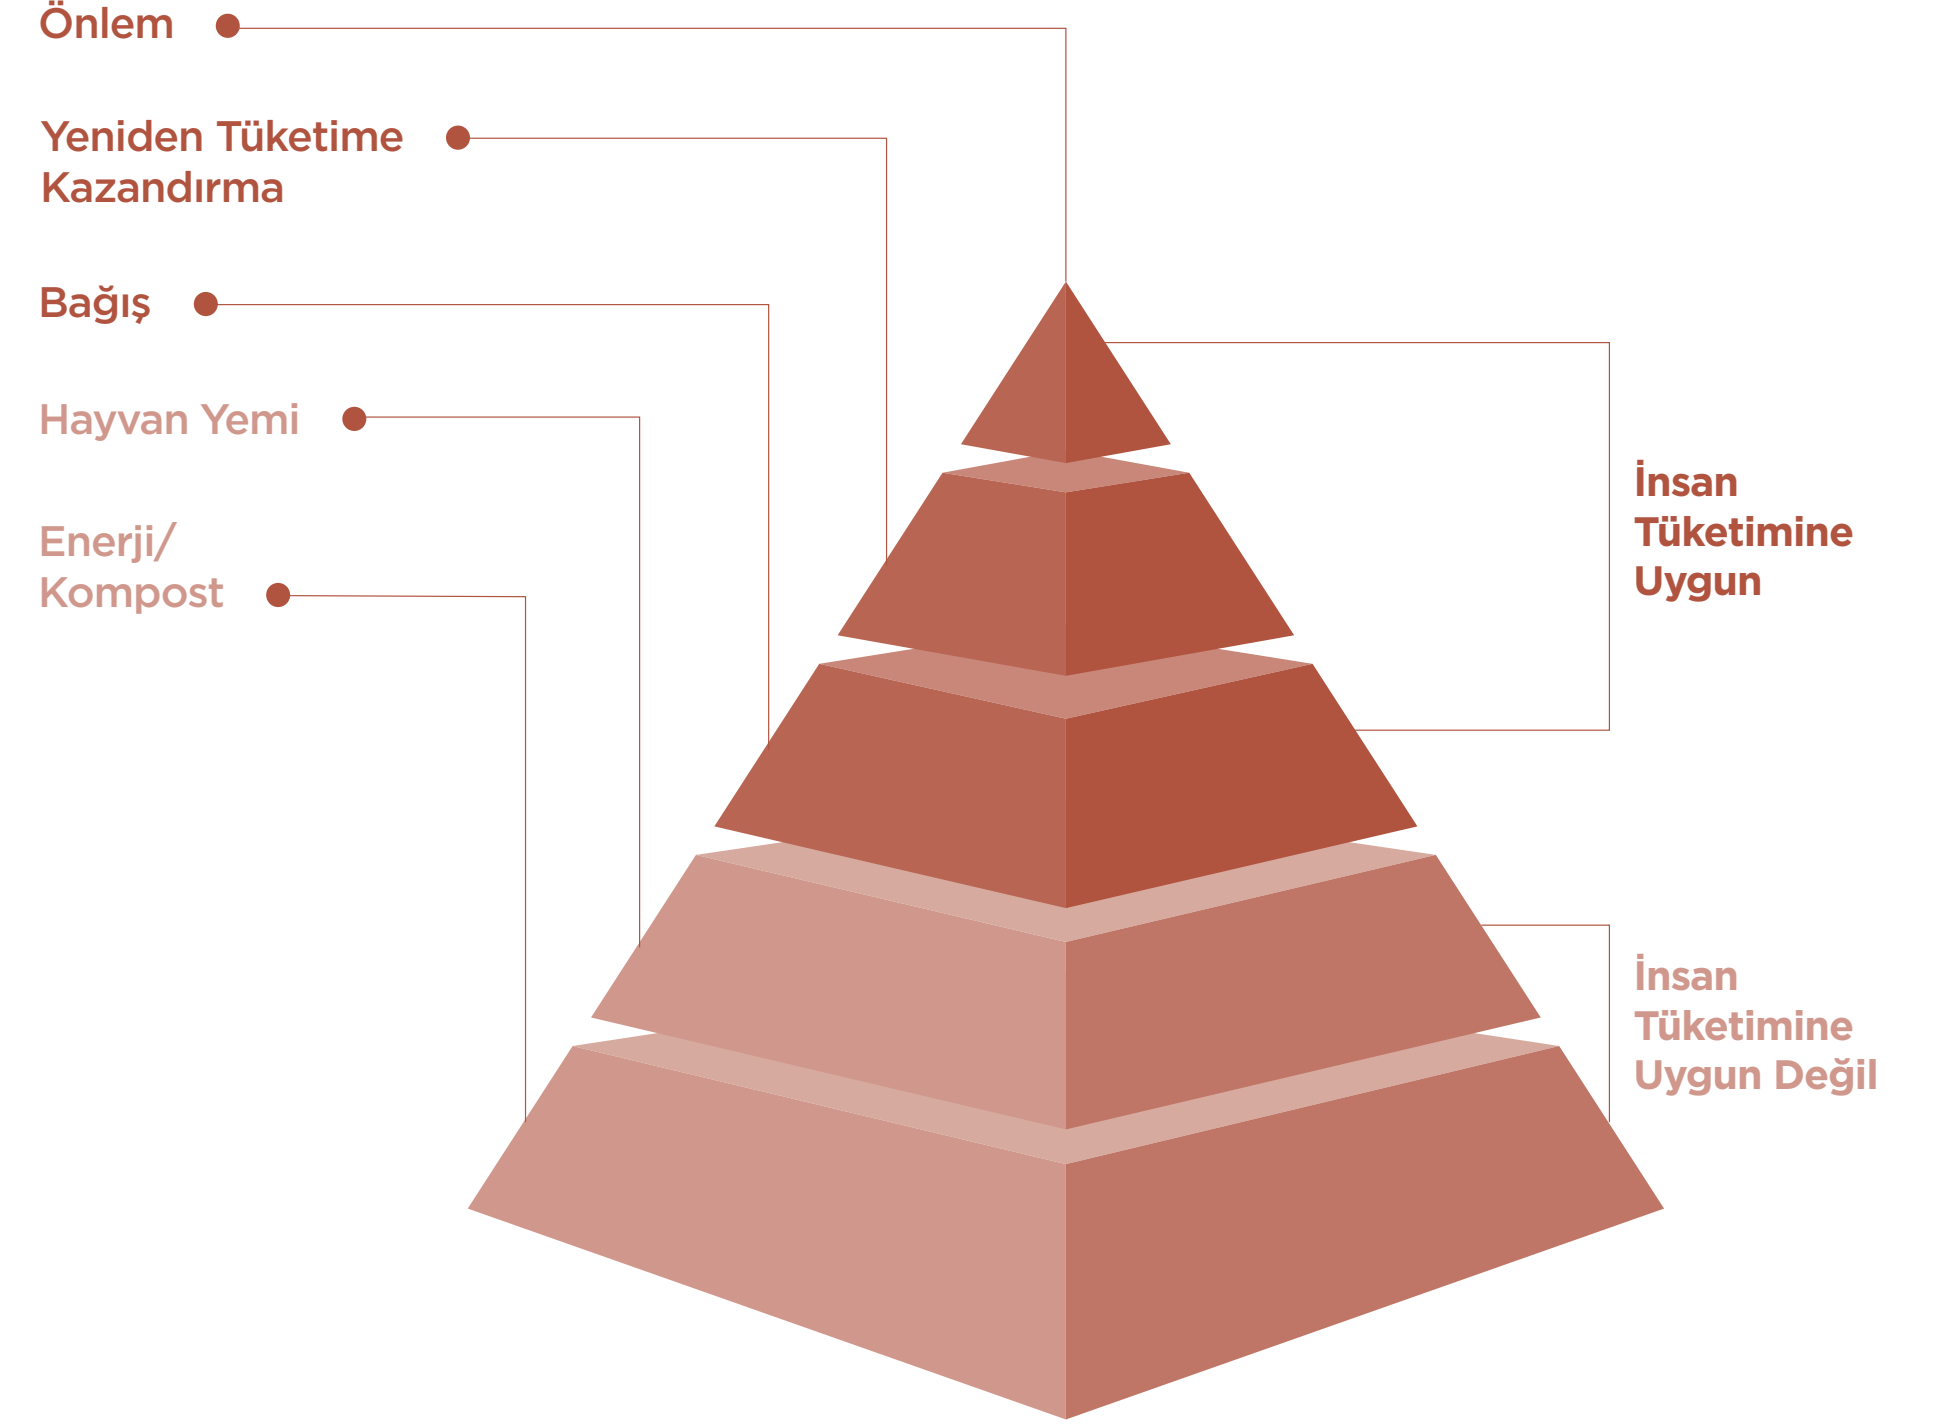 Önlem
Yeniden Tüketime
Kazandırma
Bağış
Hayvan Yemi
Enerji/
Kompost
İnsan
Tüketimine
Uygun
İnsan
Tüketimine
Uygun Değil